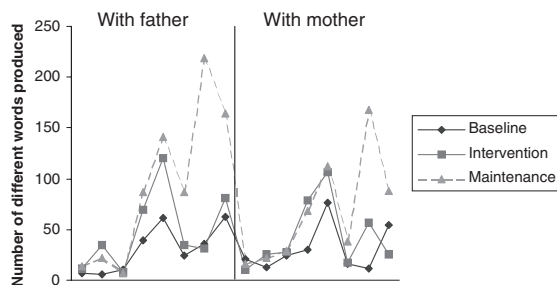 With father
With mother
Number of different words produced
250
200
150
100
50
0
Baseline
Intervention
Maintenance